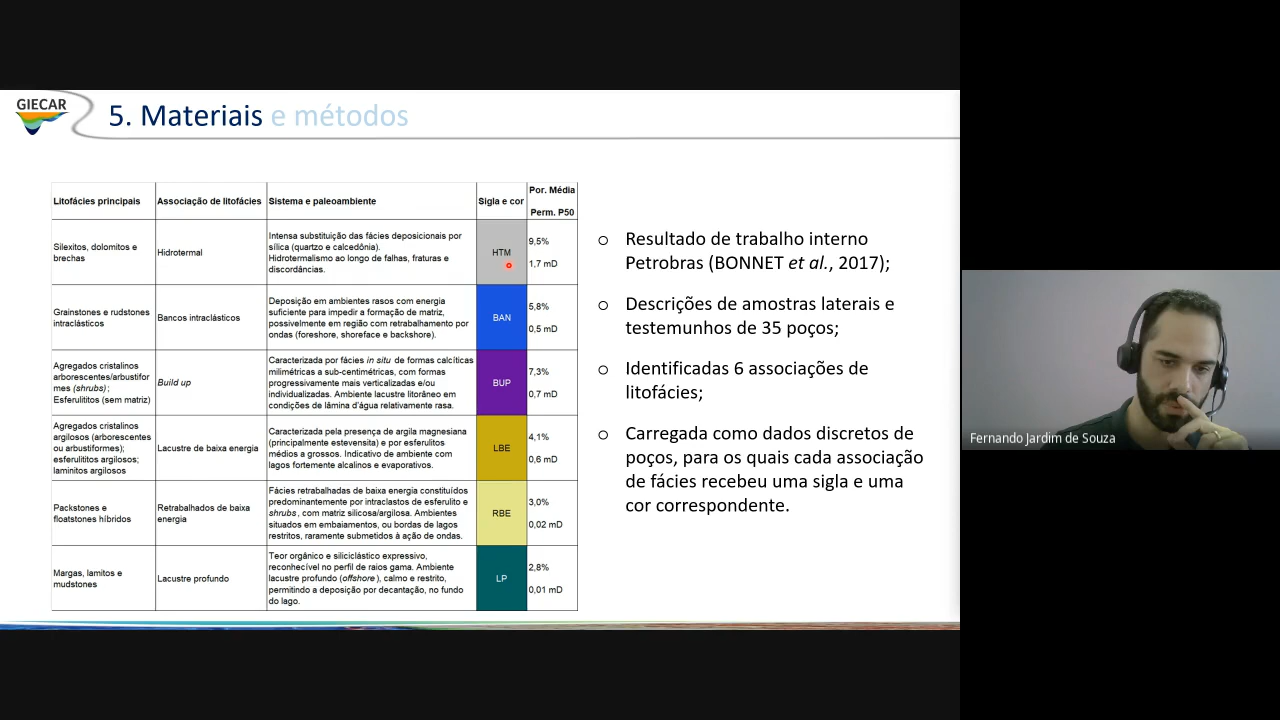 GIECAR
5. Materiais e métodos
Litofácies principais
Associação de litofácies
Sistema e paleoambiente
Sigla e cor
Por. Média
Perm. P50
Silexitos, dolomitos e
brechas
Hidrotermal
Intensa substituição das fácies deposicionais por
sílica (quartzo e calcedônia).
Hidrotermalismo ao longo de falhas, fraturas e
discordâncias.
HTM
9,5%
1,7 mD
Grainstones e rudstones
intraclásticos
Bancos intraclásticos
Deposição em ambientes rasos com energia
suficiente para impedir a formação de matriz,
possivelmente em região com retrabalhamento por
ondas (foreshore, shoreface e backshore).
BAN
5,8%
0,5 mD
Agregados cristalinos
arborescentes/arbustifor
mes (shrubs);
Esferulititos (sem matriz)
Build up
Caracterizada por fácies in situ de formas calcíticas
milimétricas a sub-centimétricas, com formas
progressivamente mais verticalizadas e/ou
individualizadas. Ambiente lacustre litorâneo em
condições de lâmina d'água relativamente rasa.
BUP
7,3%
0,7 mD
Agregados cristalinos
argilosos (arborescentes
ou arbustiformes);
esferulititos argilosos;
laminitos argilosos
Lacustre de baixa energia
Caracterizada pela presença de argila magnesiana
(principalmente estevensita) e por esferulitos
médios a grossos. Indicativo de ambiente com
lagos fortemente alcalinos e evaporativos.
LBE
4,1%
0,6 mD
Packstones e
floatstones híbridos
Retrabalhados de baixa
energia
Fácies retrabalhadas de baixa energia constituídos
predominantemente por intraclastos de esferulito e
shrubs, com matriz silicosa/argilosa. Ambientes
situados em embaiamentos, ou bordas de lagos
restritos, raramente submetidos à ação de ondas.
RBE
3,0%
0,02 mD
Margas, lamitos e
mudstones
Lacustre profundo
Teor orgânico e siliciclástico expressivo,
reconhecível no perfil de raios gama. Ambiente
lacustre profundo (offshore), calmo e restrito,
permitindo a deposição por decantação, no fundo
do lago.
LP
2,8%
0,01 mD
o Resultado de trabalho interno
Petrobras (BONNET et al., 2017);
o Descrições de amostras laterais e
testemunhos de 35 poços;
o Identificadas 6 associações de
litofácies;
o Carregada como dados discretos de
poços, para os quais cada associação
de fácies recebeu uma sigla e uma
cor correspondente.
Fernando Jardim de Souza